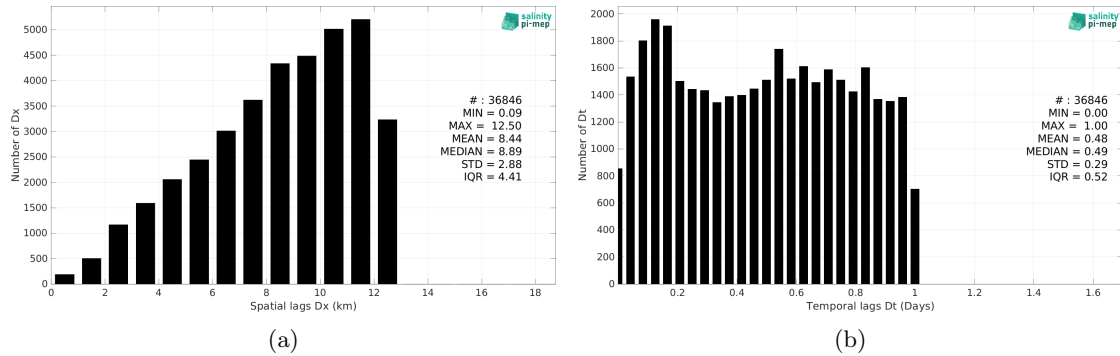 salinity
pi-mep
5000
4500
4000
3500
3000
2500
2000
1500
1000
500
0
Number of Dx
# : 36846
MIN = 0.09
MAX = 12.50
MEAN = 8.44
MEDIAN = 8.89
STD = 2.88
IQR = 4.41
0 2 4 6 8 10 12 14 16 18
Spatial lags Dx (km)
(a)
salinity
pi-mep
2000
1800
1600
1400
1200
1000
800
600
400
200
0
Number of Dt
# : 36846
MIN = 0.00
MAX = 1.00
MEAN = 0.48
MEDIAN = 0.49
STD = 0.29
IQR = 0.52
0.2 0.4 0.6 0.8 1 1.2 1.4 1.6
Temporal lags Dt (Days)
(b)